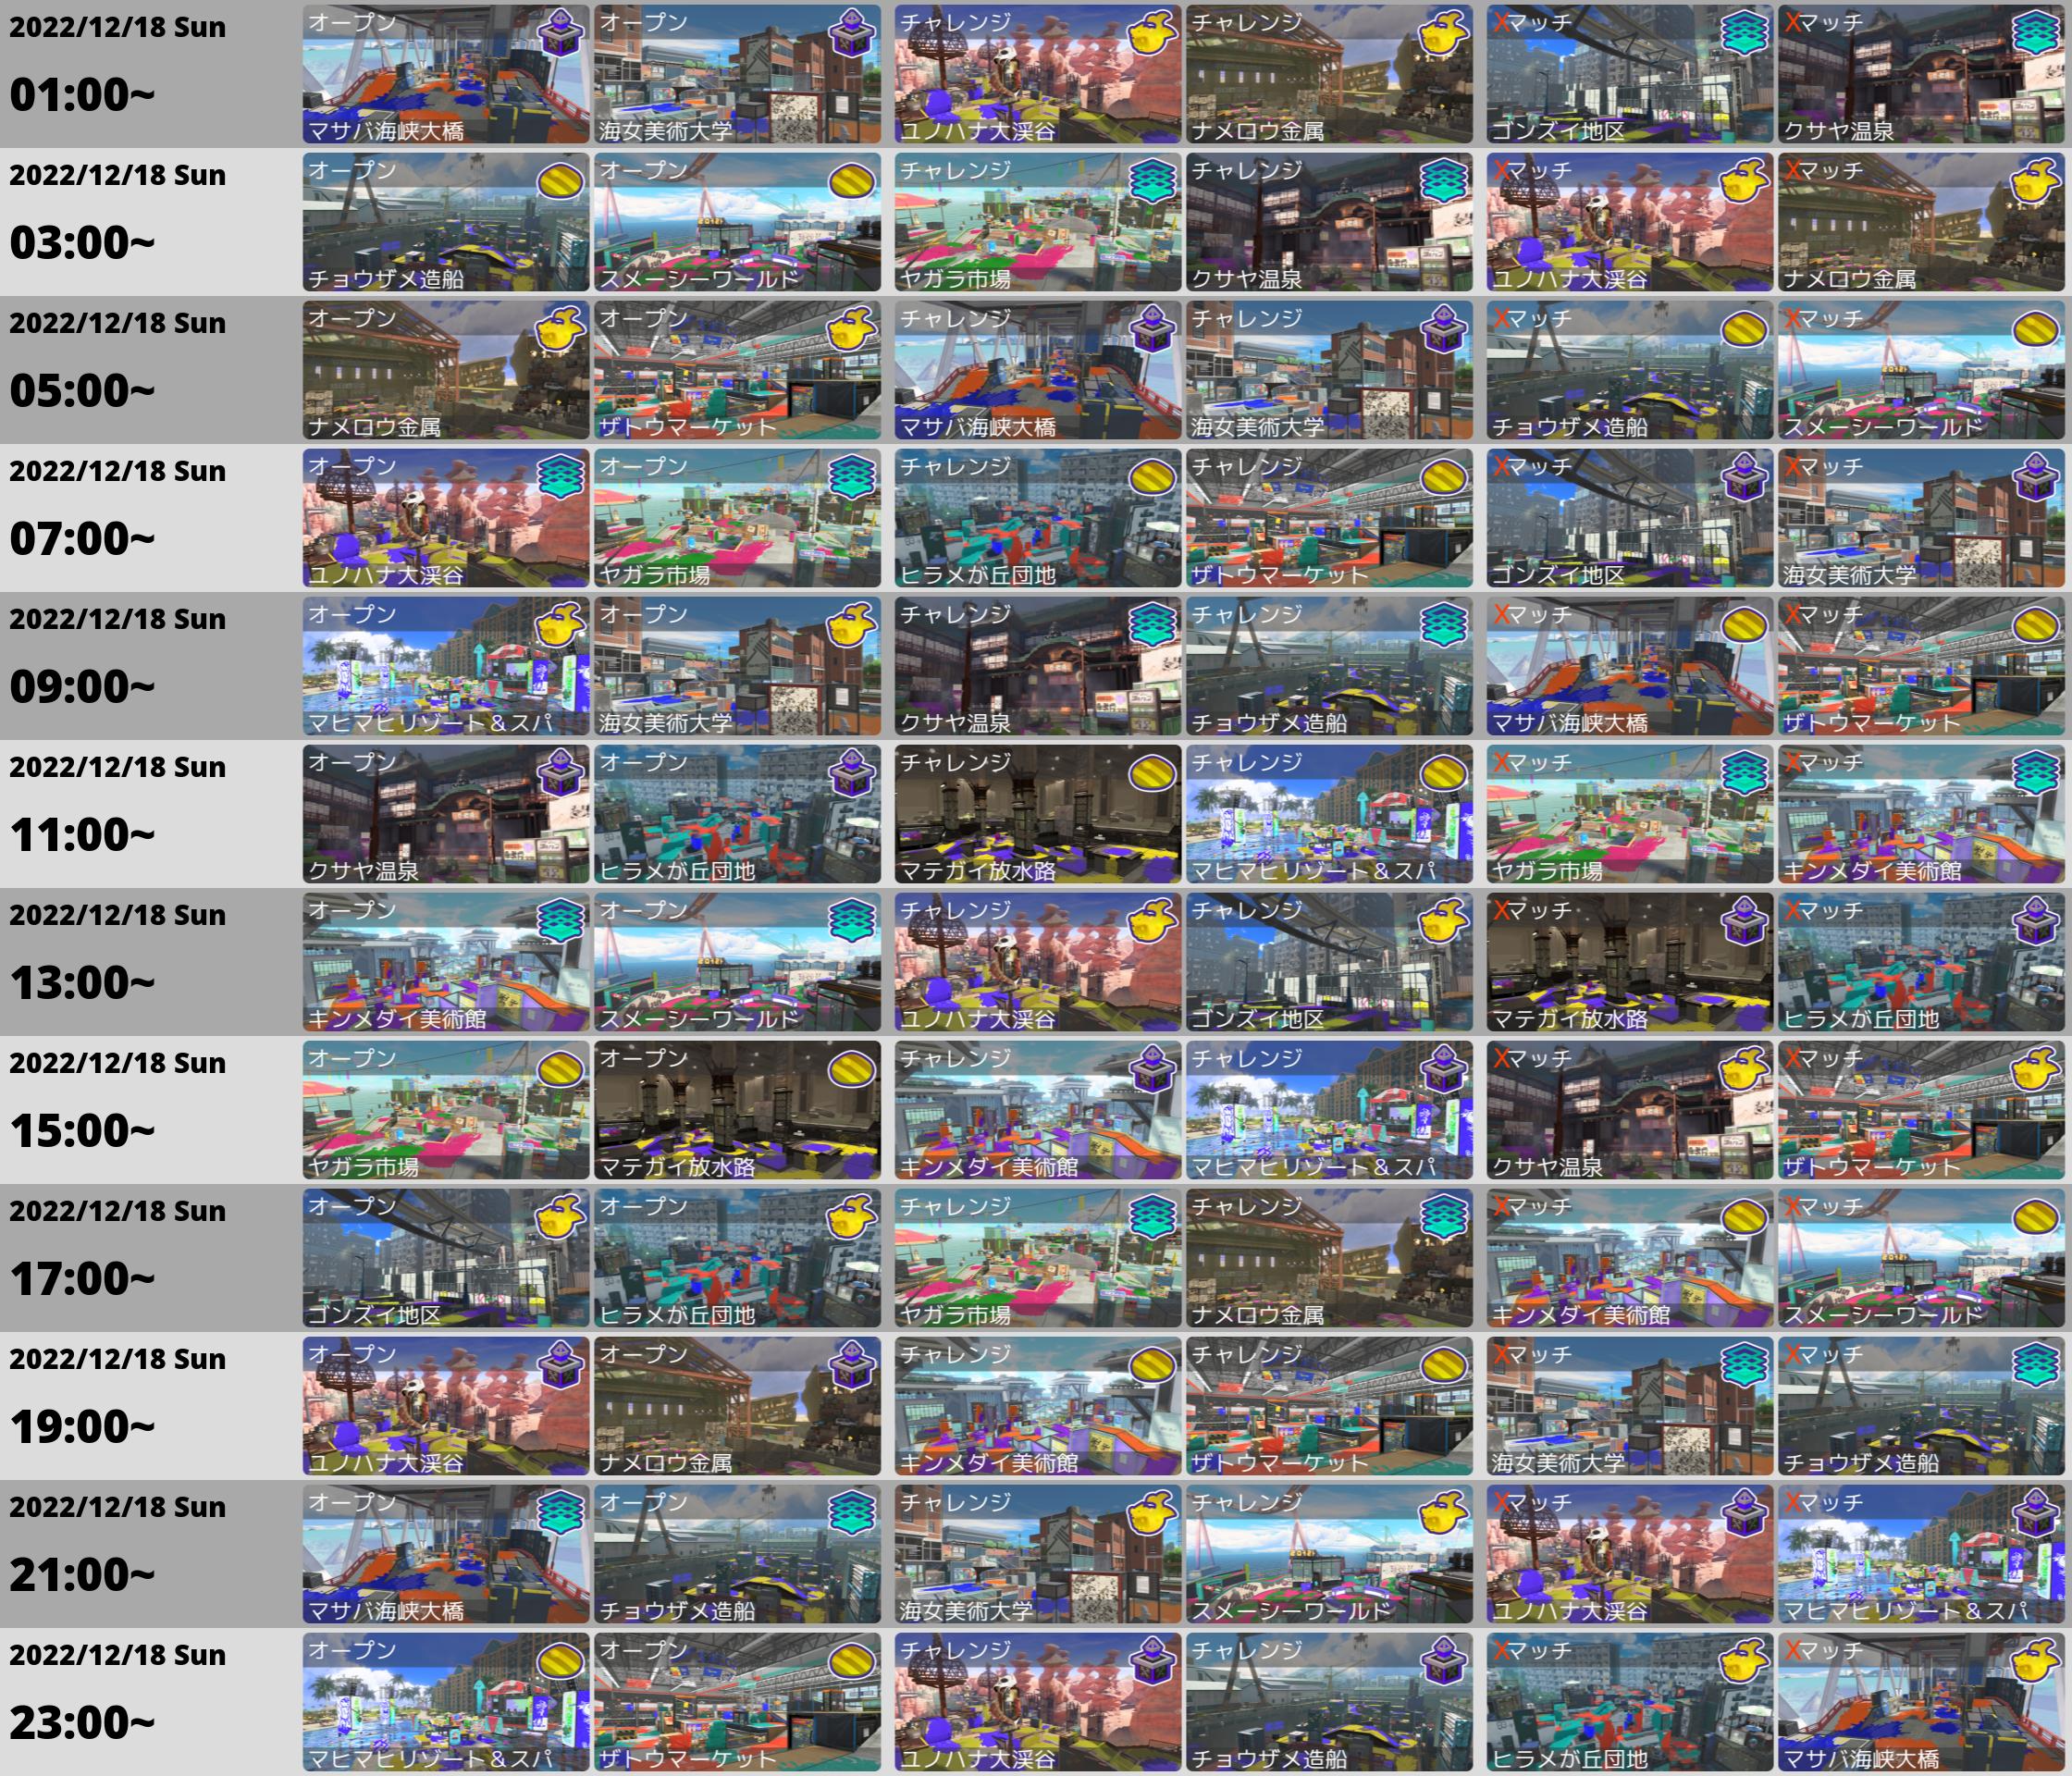 2022/12/18 Sun
01:00~
オープン オープン チャレンジ チャレンジ Xマッチ Xマッチ
マサバ海峡大橋 海女美術大学 ユノハナ大渓谷 ナメロウ金属 ゴンズイ地区 クサヤ温泉
2022/12/18 Sun
03:00~
オープン オープン チャレンジ チャレンジ Xマッチ Xマッチ
チョウザメ造船 スメーシーワールド ヤガラ市場 クサヤ温泉 ユノハナ大渓谷 ナメロウ金属
2022/12/18 Sun
05:00~
オープン オープン チャレンジ チャレンジ Xマッチ Xマッチ
ナメロウ金属 ザトウマーケット マサバ海峡大橋 海女美術大学 チョウザメ造船 スメーシーワールド
2022/12/18 Sun
07:00~
オープン オープン チャレンジ チャレンジ Xマッチ Xマッチ
ユノハナ大渓谷 ヤガラ市場 ヒラメが丘団地 ザトウマーケット ゴンズイ地区 海女美術大学
2022/12/18 Sun
09:00~
オープン オープン チャレンジ チャレンジ Xマッチ Xマッチ
マヒマヒリゾート＆スパ 海女美術大学 クサヤ温泉 チョウザメ造船 マサバ海峡大橋 ザトウマーケット
2022/12/18 Sun
11:00~
オープン オープン チャレンジ チャレンジ Xマッチ Xマッチ
クサヤ温泉 ヒラメが丘団地 マテガイ放水路 マヒマヒリゾート＆スパ ヤガラ市場 キンメダイ美術館
2022/12/18 Sun
13:00~
オープン オープン チャレンジ チャレンジ Xマッチ Xマッチ
キンメダイ美術館 スメーシーワールド ユノハナ大渓谷 ゴンズイ地区 マテガイ放水路 ヒラメが丘団地
2022/12/18 Sun
15:00~
オープン オープン チャレンジ チャレンジ Xマッチ Xマッチ
ヤガラ市場 マテガイ放水路 キンメダイ美術館 マヒマヒリゾート＆スパ クサヤ温泉 ザトウマーケット
2022/12/18 Sun
17:00~
オープン オープン チャレンジ チャレンジ Xマッチ Xマッチ
ゴンズイ地区 ヒラメが丘団地 ヤガラ市場 ナメロウ金属 キンメダイ美術館 スメーシーワールド
2022/12/18 Sun
19:00~
オープン オープン チャレンジ チャレンジ Xマッチ Xマッチ
ユノハナ大渓谷 ナメロウ金属 キンメダイ美術館 ザトウマーケット 海女美術大学 チョウザメ造船
2022/12/18 Sun
21:00~
オープン オープン チャレンジ チャレンジ Xマッチ Xマッチ
マサバ海峡大橋 チョウザメ造船 海女美術大学 スメーシーワールド ユノハナ大渓谷 マヒマヒリゾート＆スパ
2022/12/18 Sun
23:00~
オープン オープン チャレンジ チャレンジ Xマッチ Xマッチ
マヒマヒリゾート＆スパ ザトウマーケット ユノハナ大渓谷 チョウザメ造船 ヒラメが丘団地 マサバ海峡大橋